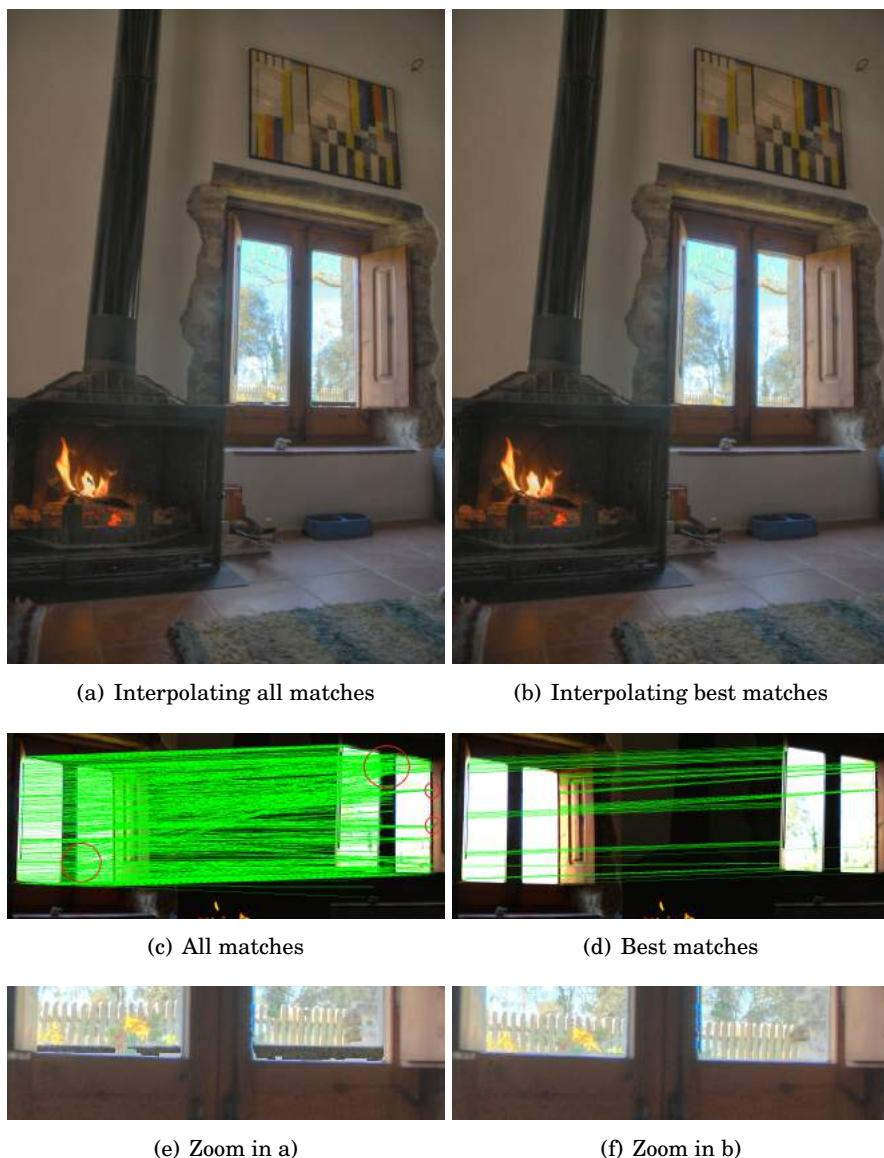 (a) Interpolating all matches
(b) Interpolating best matches
(c) All matches
(d) Best matches
(e) Zoom in a)
(f) Zoom in b)